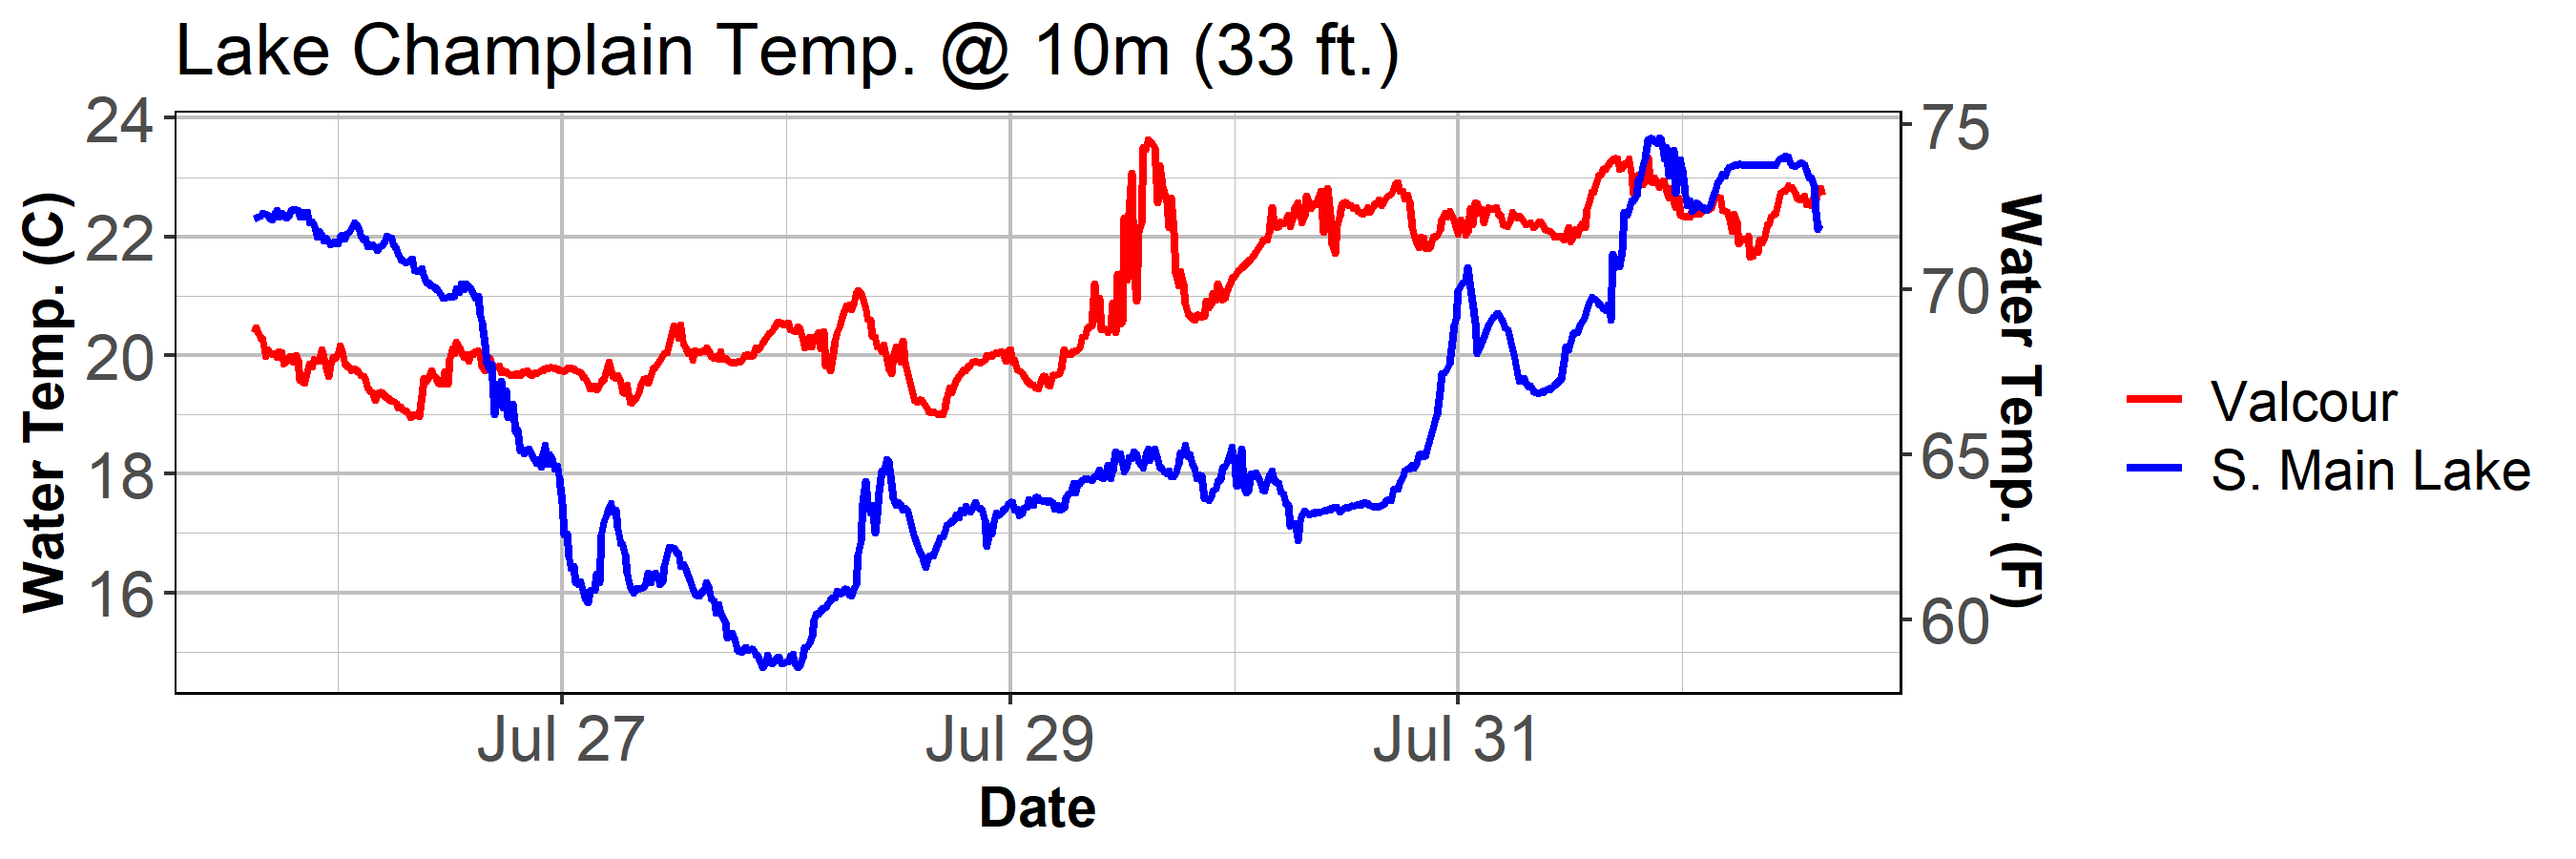 Lake Champlain Temp. @ 10m (33 ft.)
Water Temp. (C)
24
22
20
18
16
75
70
65
60
Water Temp. (F)
Jul 27
Jul 29
Jul 31
Date
Valcour
S. Main Lake